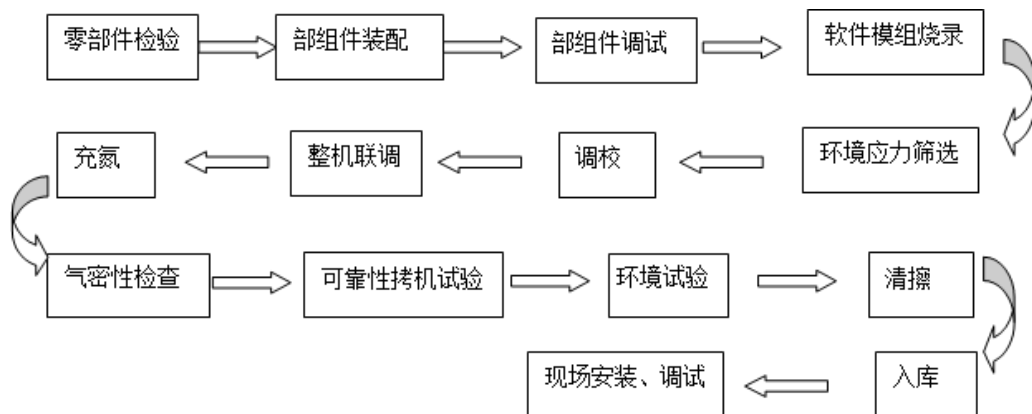 零部件检验
部组件装配
部组件调试
软件模组烧录
环境应力筛选
调校
整机联调
充氮
气密性检查
可靠性拷机试验
环境试验
清擦
入库
现场安装、调试